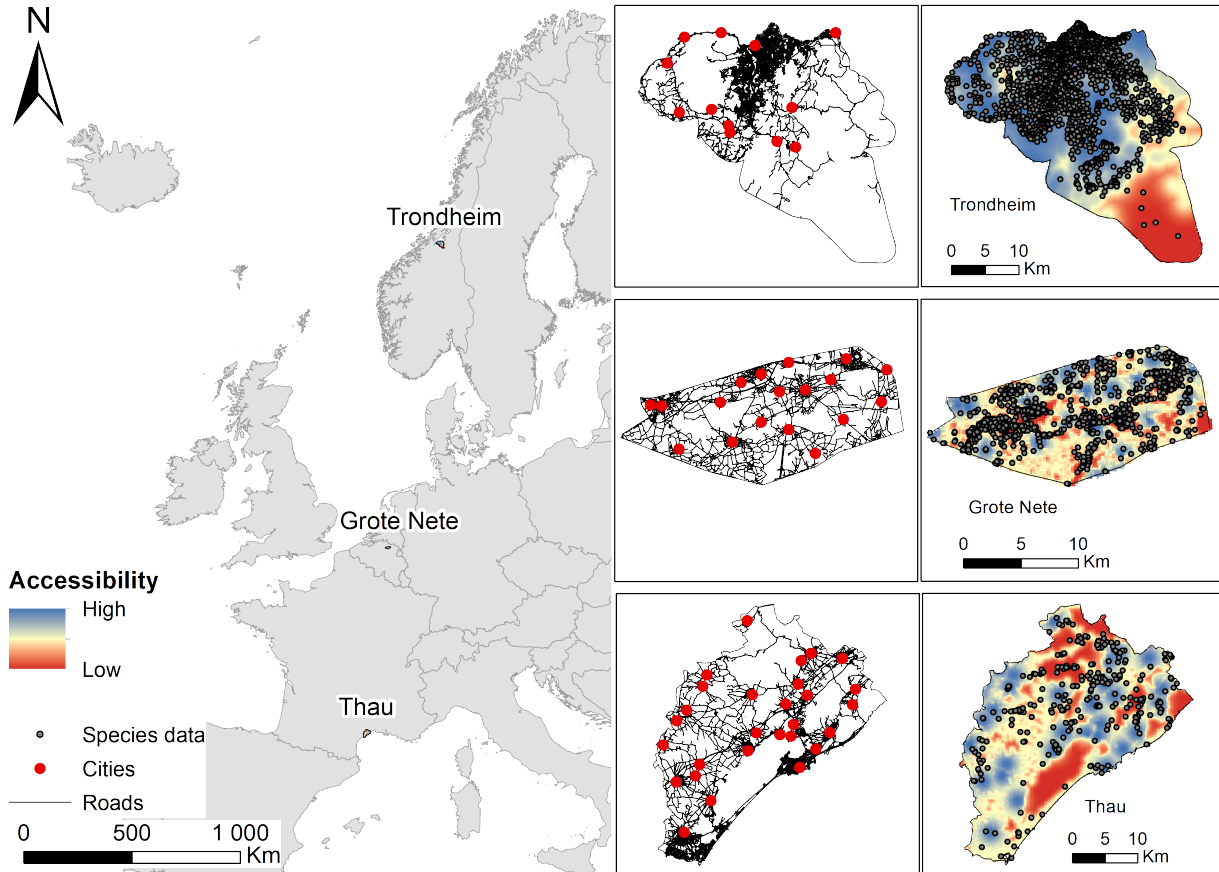 N
Trondheim
Grote Nete
Thau
Accessibility
High
Low
Species data
Cities
Roads
0 500 1 000
Km
Trondheim
0 5 10
Km
Grote Nete
0 5 10
Km
Thau
0 5 10
Km